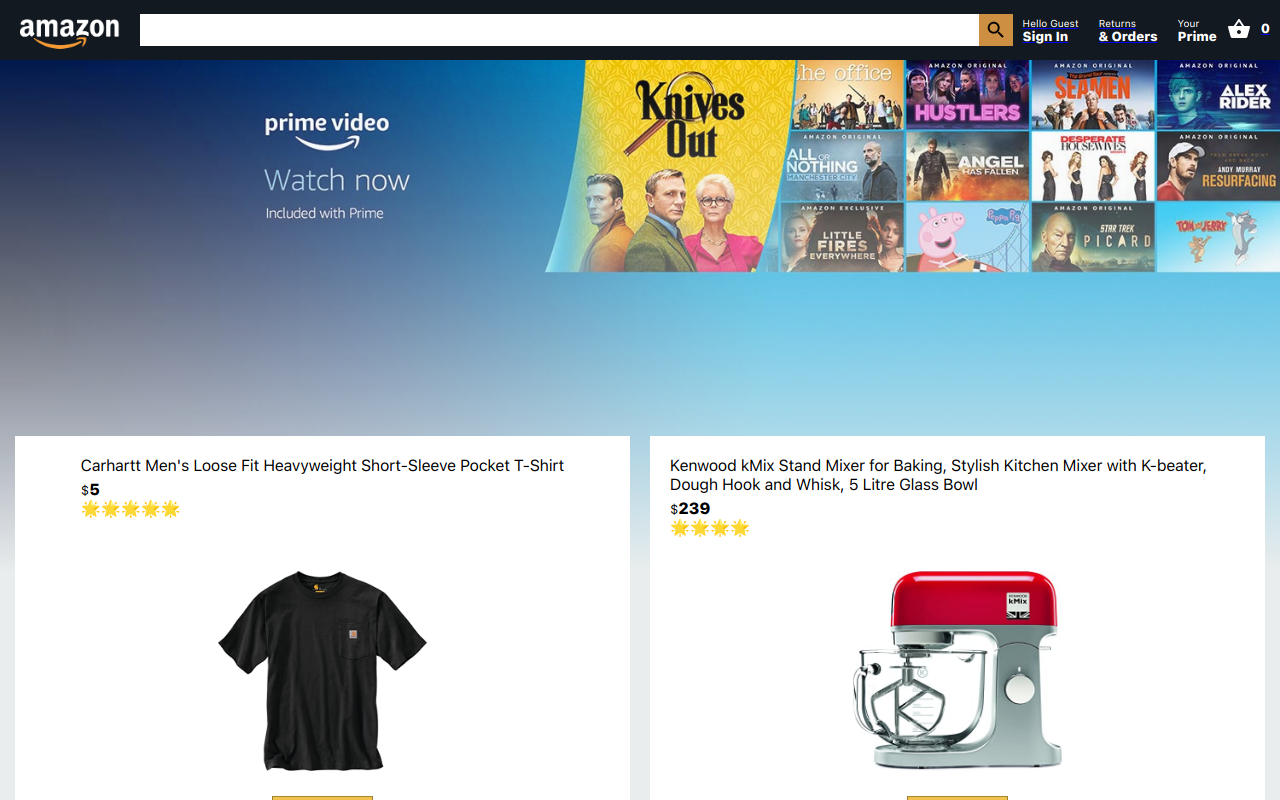 amazon
Hello Guest
Sign In
Returns
& Orders
Your
Prime
0
prime video
Watch now
Included with Prime
Knives
Out
the office
AMAZON ORIGINAL
HUSTLERS
AMAZON ORIGINAL
SEAMEN
AMAZON ORIGINAL
ALEX
RIDER
AMAZON ORIGINAL
ALL OR
NOTHING
MANCHESTER CITY
ANGEL
HAS FALLEN
DESPERATE
HOUSEWIVES
AMAZON ORIGINAL
ANDY MURRAY
RESURFACING
AMAZON EXCLUSIVE
LITTLE
FIRES
EVERYWHERE
Peppa Pig
AMAZON ORIGINAL
STAR TREK
PICARD
TOM and JERRY
Carhartt Men's Loose Fit Heavyweight Short-Sleeve Pocket T-Shirt
$5
Kenwood kMix Stand Mixer for Baking, Stylish Kitchen Mixer with K-beater,
Dough Hook and Whisk, 5 Litre Glass Bowl
$239
KENWOOD
kMix